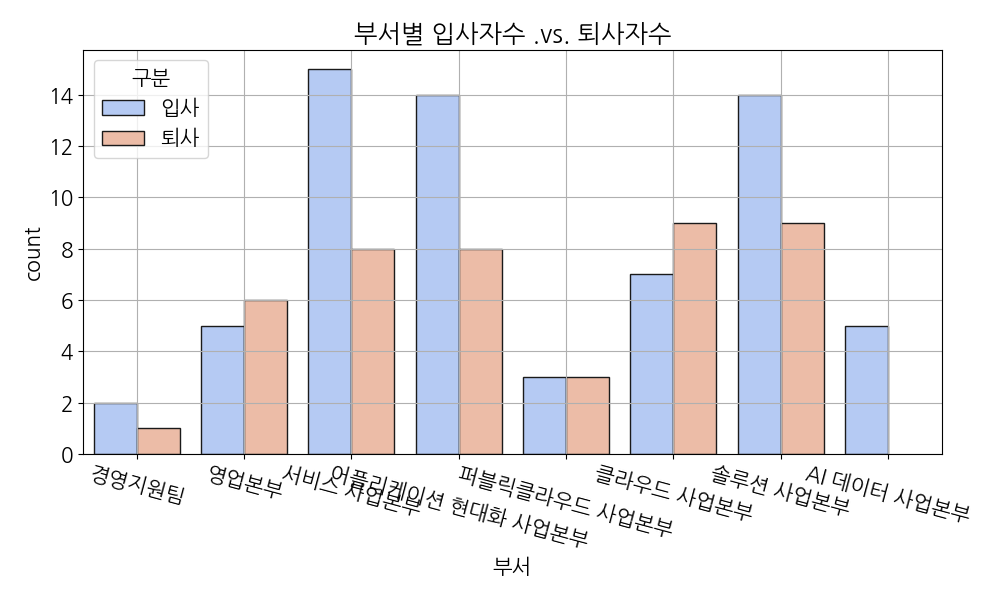 부서별 입사자수 .vs. 퇴사자수
구분
입사
퇴사
count
14
12
10
8
6
4
2
0
경영지원팀
영업본부
서비스 사업본부
어플리케이션 현대화 사업본부
퍼블릭클라우드 사업본부
클라우드 사업본부
솔루션 사업본부
AI 데이터 사업본부
부서